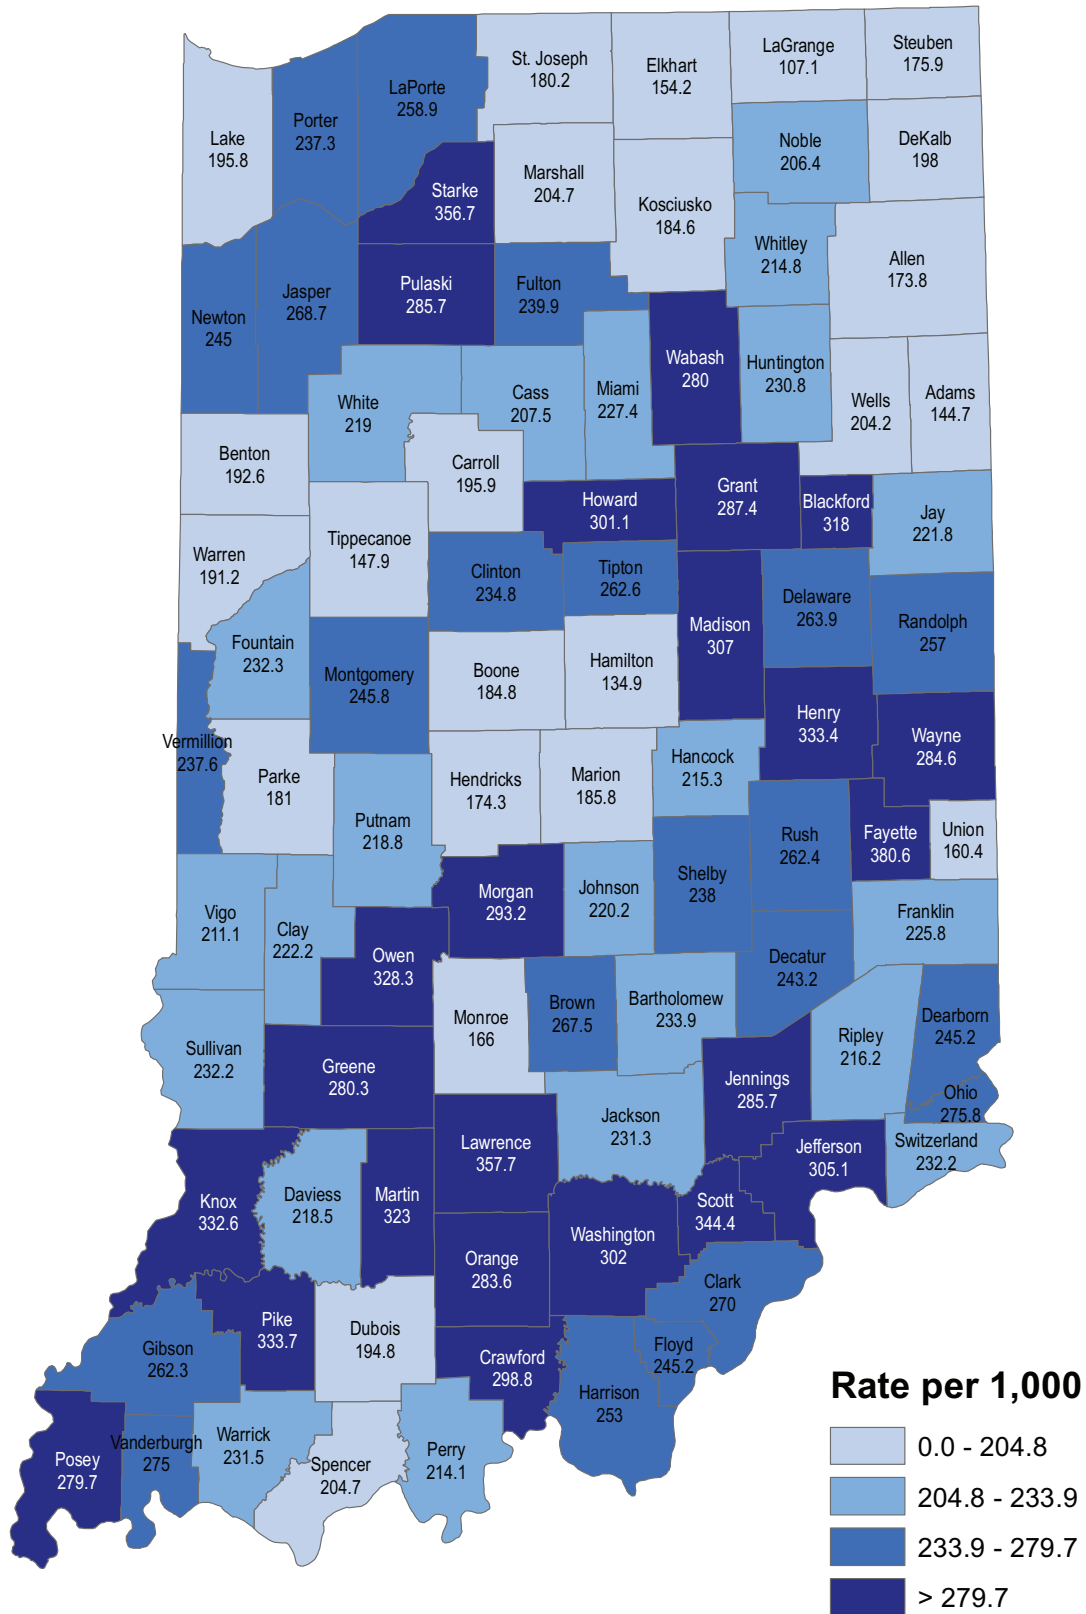 St. Joseph
180.2
Elkhart
154.2
LaGrange
107.1
Steuben
175.9
LaPorte
258.9
Porter
237.3
Lake
195.8
Noble
206.4
DeKalb
198
Marshall
204.7
Starke
356.7
Kosciusko
184.6
Whitley
214.8
Allen
173.8
Pulaski
285.7
Fulton
239.9
Jasper
268.7
Newton
245
Wabash
280
Huntington
230.8
Miami
227.4
Cass
207.5
White
219
Wells
204.2
Adams
144.7
Benton
192.6
Carroll
195.9
Howard
301.1
Grant
287.4
Blackford
318
Jay
221.8
Warren
191.2
Tippecanoe
147.9
Clinton
234.8
Tipton
262.6
Madison
307
Delaware
263.9
Randolph
257
Fountain
232.3
Montgomery
245.8
Boone
184.8
Hamilton
134.9
Henry
333.4
Wayne
284.6
Vermillion
237.6
Parke
181
Hendricks
174.3
Marion
185.8
Hancock
215.3
Putnam
218.8
Rush
262.4
Fayette
380.6
Union
160.4
Shelby
238
Morgan
293.2
Johnson
220.2
Vigo
211.1
Clay
222.2
Franklin
225.8
Owen
328.3
Decatur
243.2
Monroe
166
Brown
267.5
Bartholomew
233.9
Dearborn
245.2
Ripley
216.2
Sullivan
232.2
Greene
280.3
Jennings
285.7
Ohio
275.8
Jackson
231.3
Lawrence
357.7
Jefferson
305.1
Switzerland
232.2
Knox
332.6
Daviess
218.5
Martin
323
Scott
344.4
Washington
302
Orange
283.6
Clark
270
Pike
333.7
Dubois
194.8
Gibson
262.3
Crawford
298.8
Floyd
245.2
Harrison
253
Posey
279.7
Vanderburgh
275
Warrick
231.5
Spencer
204.7
Perry
214.1
Rate per 1,000
0.0 - 204.8
204.8 - 233.9
233.9 - 279.7
> 279.7